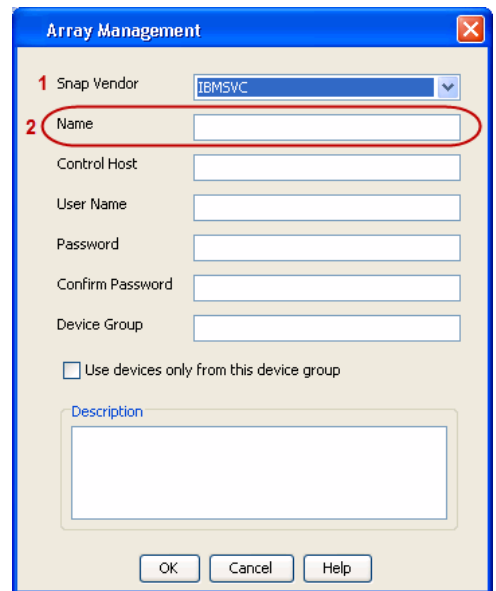 Array Management
1 Snap Vendor IBMSVC
2 Name
Control Host
User Name
Password
Confirm Password
Device Group
Use devices only from this device group
Description
OK Cancel Help